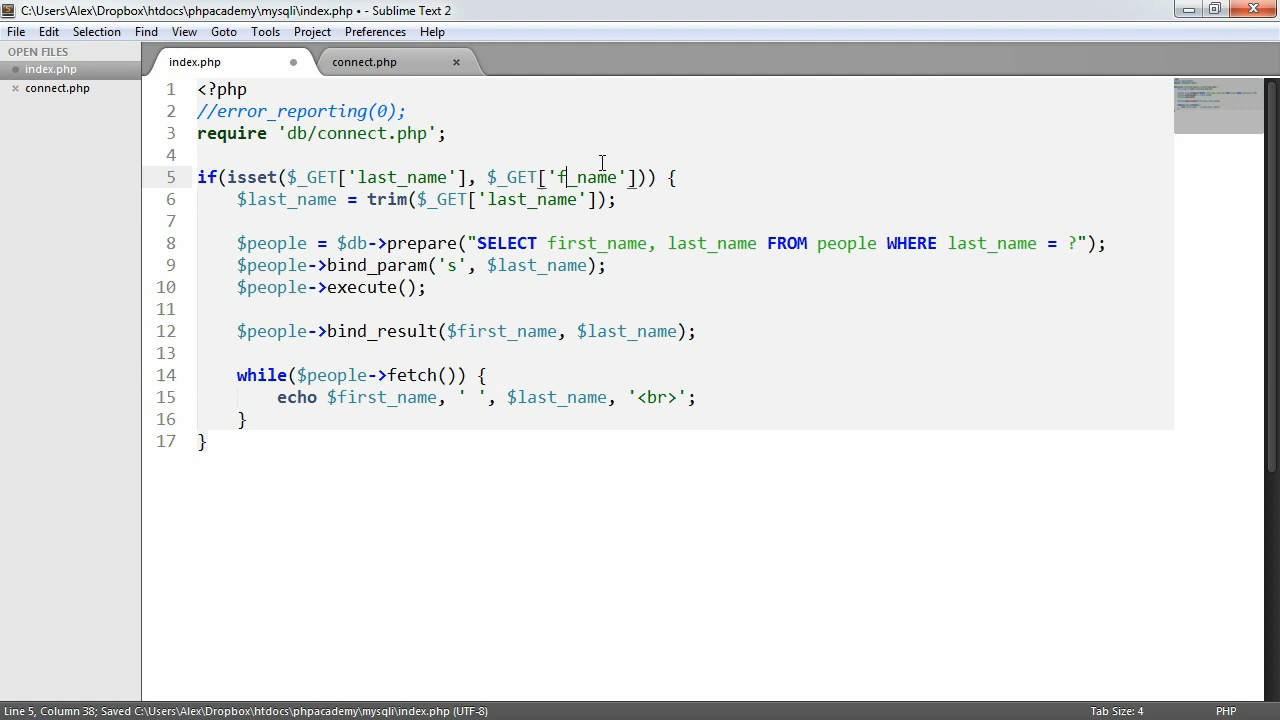 C:\Users\Alex\Dropbox\htdocs\phpacademy\mysqli\index.php • - Sublime Text 2
File Edit Selection Find View Goto Tools Project Preferences Help
OPEN FILES
index.php
connect.php
index.php connect.php
1 <?php
2 //error_reporting(0);
3 require 'db/connect.php';
4
5 if(isset($_GET['last_name'], $_GET['f_name'])) {
6 $last_name = trim($_GET['last_name']);
7
8 $people = $db->prepare("SELECT first_name, last_name FROM people WHERE last_name = ?");
9 $people->bind_param('s', $last_name);
10 $people->execute();
11
12 $people->bind_result($first_name, $last_name);
13
14 while($people->fetch()) {
15 echo $first_name, ' ', $last_name, '<br>';
16 }
17 }
Line 5, Column 38; Saved C:\Users\Alex\Dropbox\htdocs\phpacademy\mysqli\index.php (UTF-8) Tab Size: 4 PHP